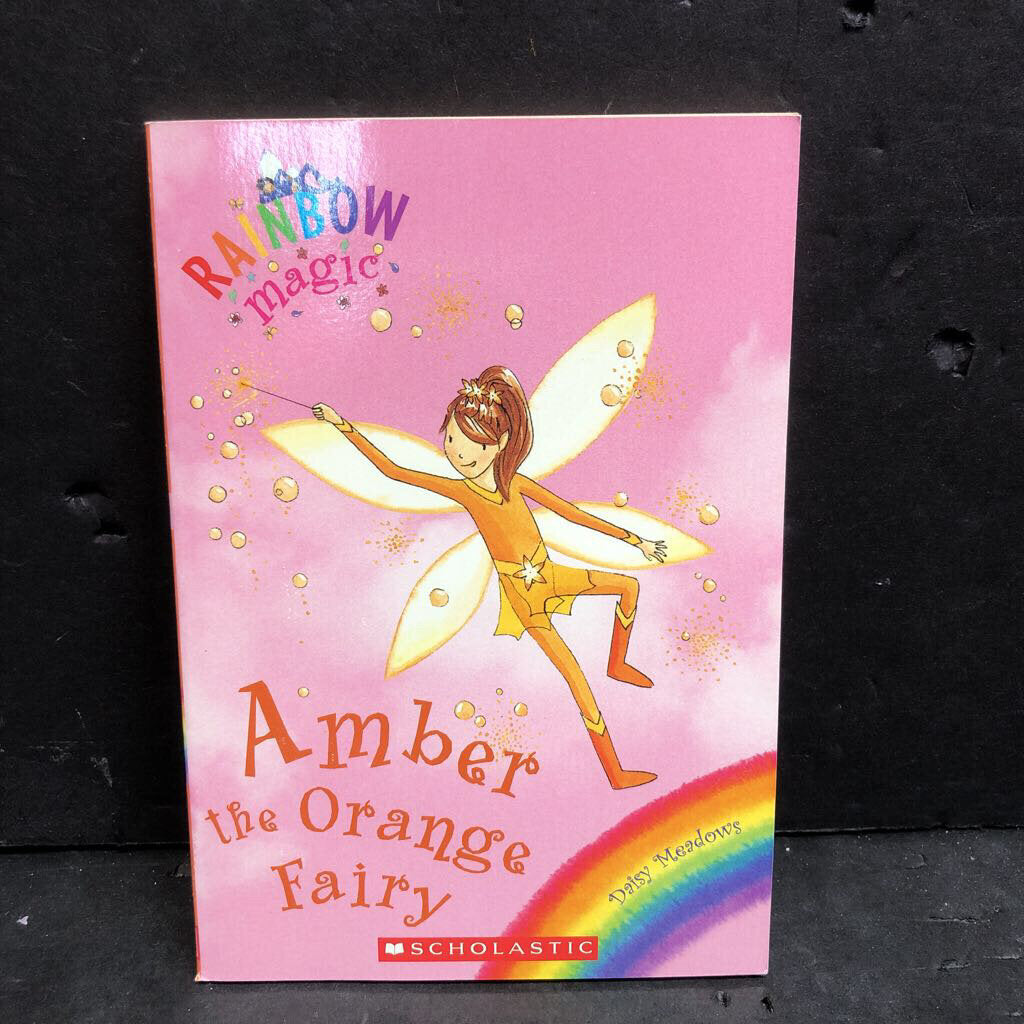 RAINBOW
magic
Amber
the Orange
Fairy
Daisy Meadows
SCHOLASTIC